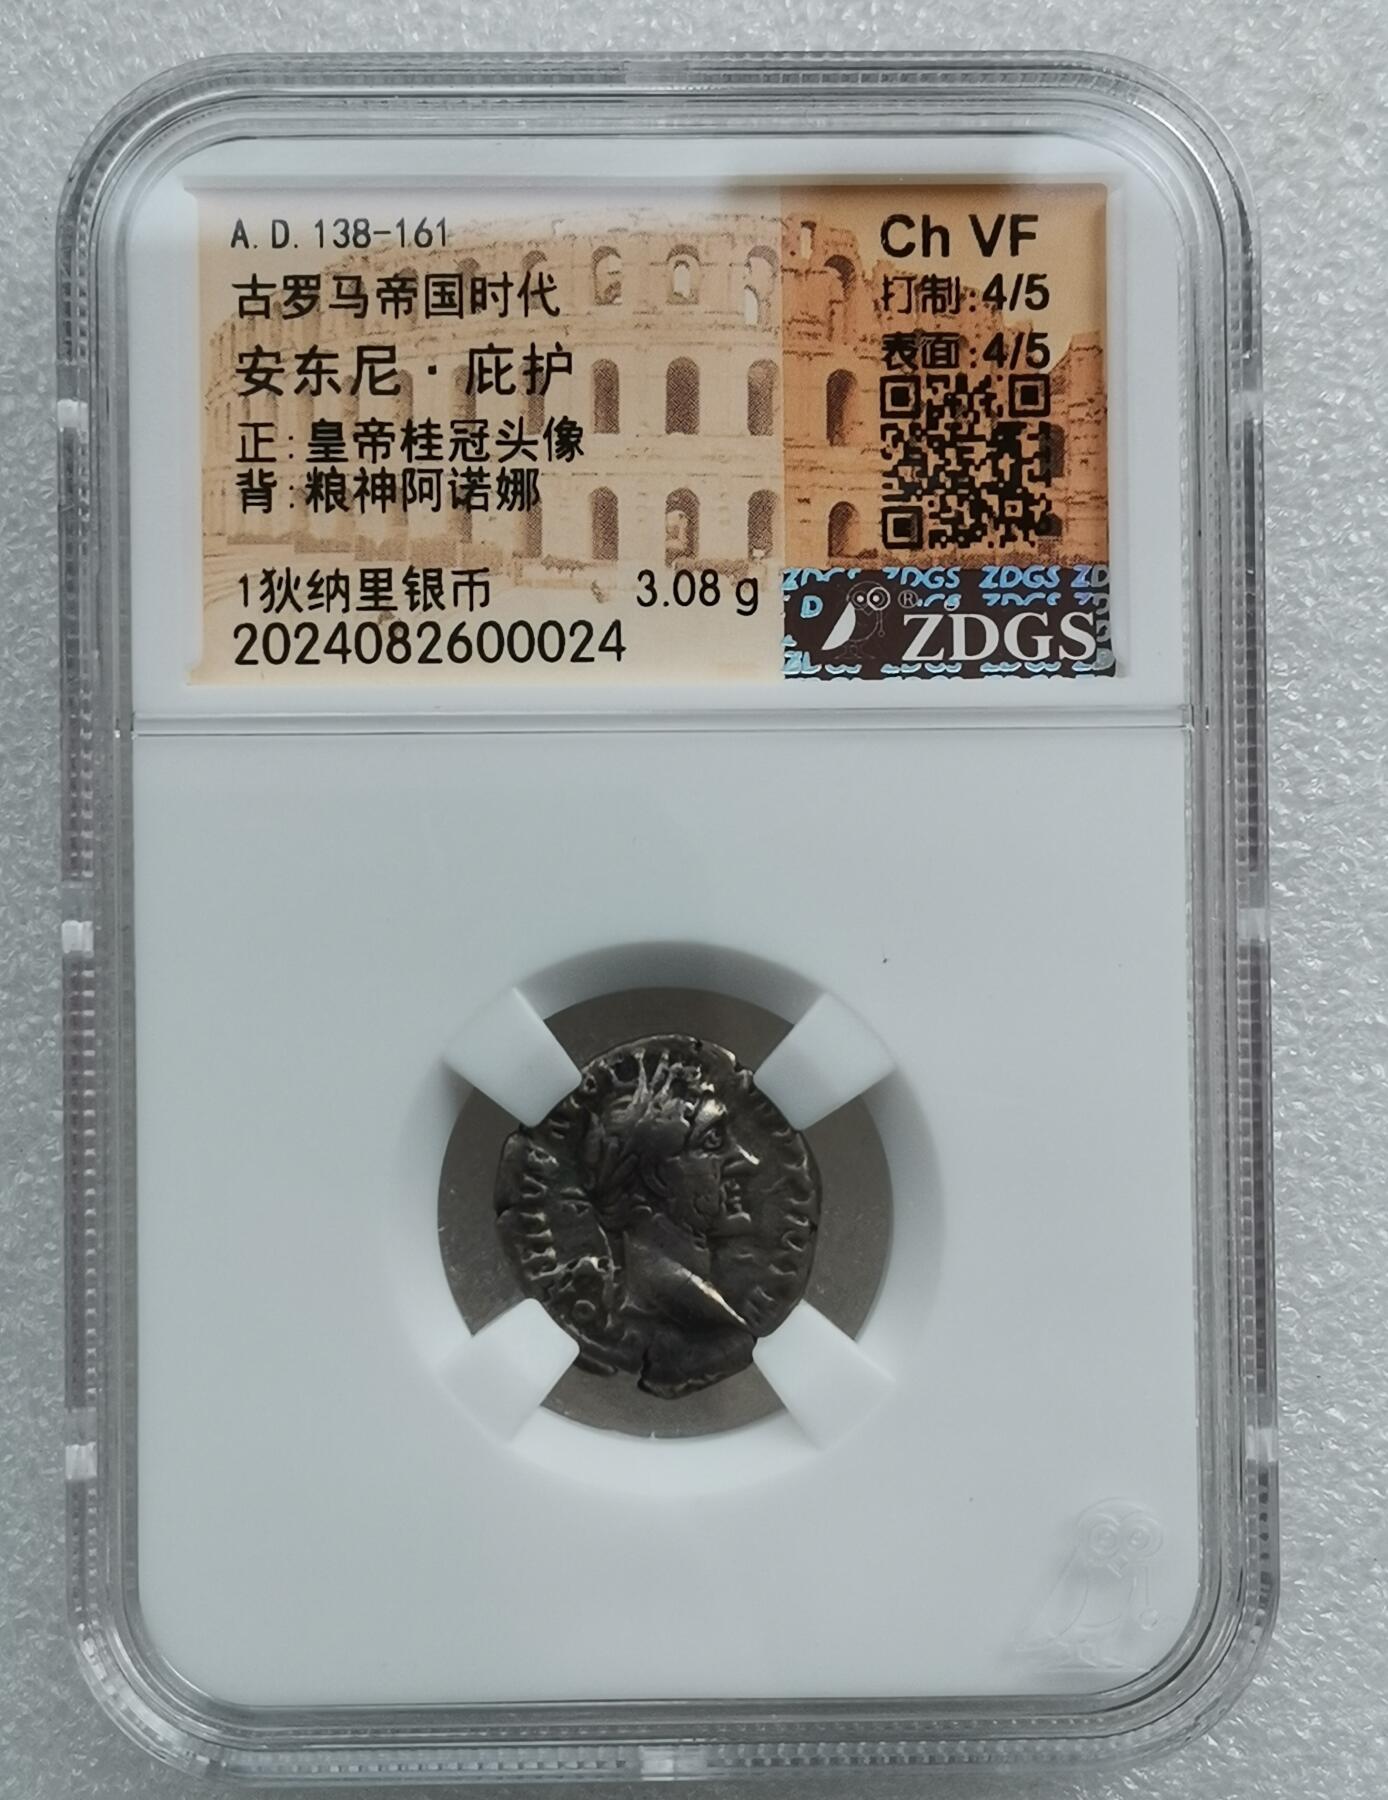 A.D. 138-161
古罗马帝国时代
安东尼·庇护
正:皇帝桂冠头像
背:粮神阿诺娜
1狄纳里银币 3.08 g
2024082600024
Ch VF
打制:4/5
表面:4/5
ZDGS ZDGS
® ZDGS